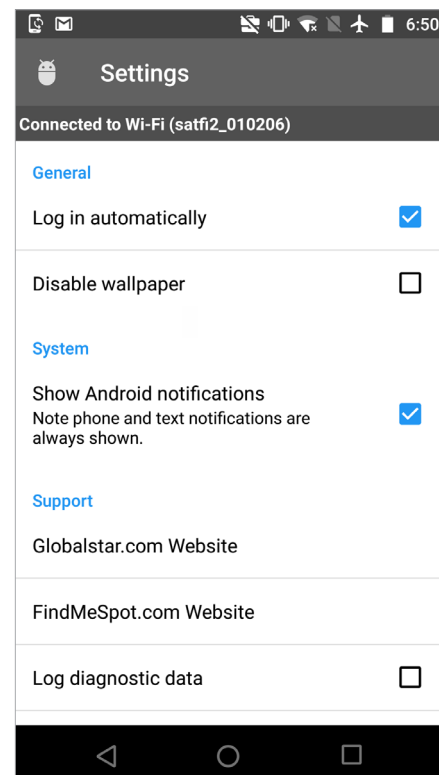 6:50
Settings
Connected to Wi-Fi (satfi2_010206)
General
Log in automatically
Disable wallpaper
System
Show Android notifications
Note phone and text notifications are
always shown.
Support
Globalstar.com Website
FindMeSpot.com Website
Log diagnostic data